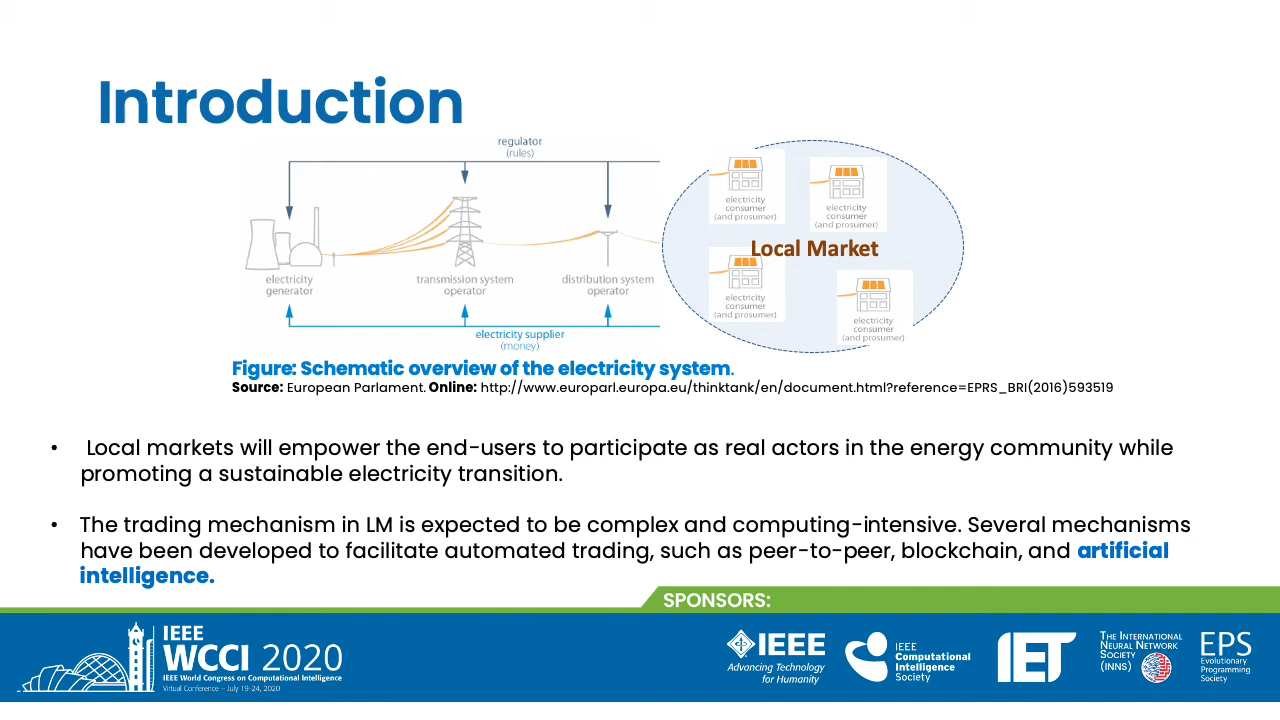 Introduction
regulator
(rules)
electricity
generator
transmission system
operator
distribution system
operator
electricity supplier
(money)
electricity
consumer
(and prosumer)
electricity
consumer
(and prosumer)
Local Market
electricity
consumer
(and prosumer)
electricity
consumer
(and prosumer)
Figure: Schematic overview of the electricity system.
Source: European Parliament. Online: http://www.europarl.europa.eu/thinktank/en/document.html?reference=EPRS_BRI(2016)593519
• Local markets will empower the end-users to participate as real actors in the energy community while
promoting a sustainable electricity transition.
• The trading mechanism in LM is expected to be complex and computing-intensive. Several mechanisms
have been developed to facilitate automated trading, such as peer-to-peer, blockchain, and artificial
intelligence.
SPONSORS:
IEEE
WCCI 2020
IEEE World Congress on Computational Intelligence
Virtual Conference – July 19-24, 2020
IEEE
Advancing Technology
for Humanity
IEEE
Computational
Intelligence
Society
IET
The International
Neural Network
Society
(INNS)
EPS
Evolutionary
Programming
Society